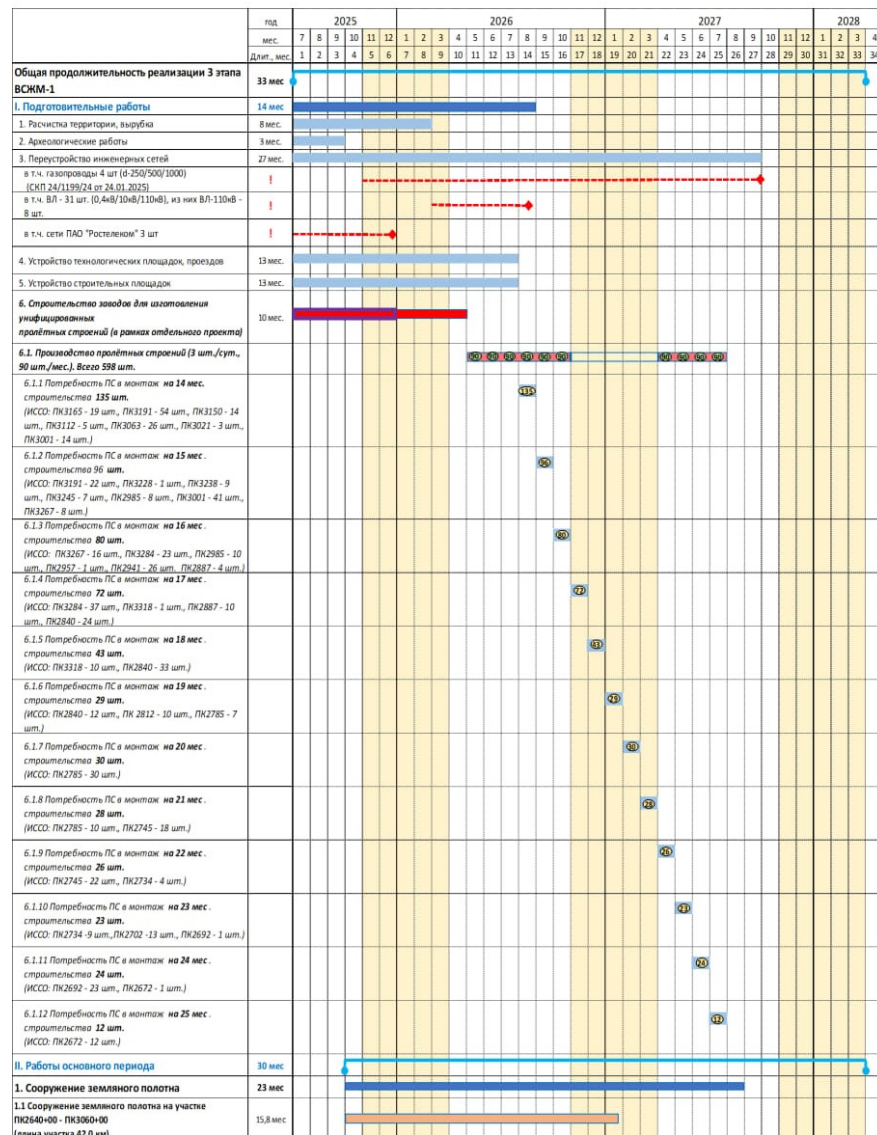 год 2025 2026 2027 2028
мес. 7 8 9 10 11 12 1 2 3 4 5 6 7 8 9 10 11 12 1 2 3 4 5 6 7 8 9 10 11 12 1 2 3 4
Длит., мес. 1 2 3 4 5 6 7 8 9 10 11 12 13 14 15 16 17 18 19 20 21 22 23 24 25 26 27 28 29 30 31 32 33 34
Общая продолжительность реализации 3 этапа 33 мес
ВСЖМ-1
I. Подготовительные работы 14 мес
1. Расчистка территории, вырубка 8 мес.
2. Археологические работы 3 мес.
3. Переустройство инженерных сетей 27 мес.
в т.ч. газопроводы 4 шт (d-250/500/1000) !
(СКП 24/1199/24 от 24.01.2025)
в т.ч. ВЛ - 31 шт. (0,4кВ/10кВ/110кВ), из них ВЛ-110кВ - !
8 шт.
в т.ч. сети ПАО "Ростелеком" 3 шт !
4. Устройство технологических площадок, проездов 13 мес.
5. Устройство строительных площадок 13 мес.
6. Строительство заводов для изготовления
унифицированных 10 мес.
пролётных строений (в рамках отдельного проекта)
6.1. Производство пролётных строений (3 шт./сут.,
90 шт./мес.). Всего 598 шт.
6.1.1 Потребность ПС в монтаж на 14 мес.
строительства 135 шт. 135
(ИССО: ПК3165 - 19 шт., ПК3191 - 54 шт., ПК3150 - 14
шт., ПК3112 - 5 шт., ПК3063 - 26 шт., ПК3021 - 3 шт.,
ПК3001 - 14 шт.)
6.1.2 Потребность ПС в монтаж на 15 мес .
строительства 96 шт. 96
(ИССО: ПК3191 - 22 шт., ПК3228 - 1 шт., ПК3238 - 9
шт., ПК3245 - 7 шт., ПК2985 - 8 шт., ПК3001 - 41 шт.,
ПК3267 - 8 шт.)
6.1.3 Потребность ПС в монтаж на 16 мес .
строительства 80 шт. 80
(ИССО: ПК3267 - 16 шт., ПК3284 - 23 шт., ПК2985 - 10
шт., ПК2957 - 1 шт., ПК2941 - 26 шт. ПК2887 - 4 шт.)
6.1.4 Потребность ПС в монтаж на 17 мес .
строительства 72 шт. 72
(ИССО: ПК3284 - 37 шт., ПК3318 - 1 шт., ПК2887 - 10
шт., ПК2840 - 24 шт.)
6.1.5 Потребность ПС в монтаж на 18 мес .
строительства 43 шт. 43
(ИССО: ПК3318 - 10 шт., ПК2840 - 33 шт.)
6.1.6 Потребность ПС в монтаж на 19 мес .
строительства 29 шт. 29
(ИССО: ПК2840 - 12 шт., ПК 2812 - 10 шт., ПК2785 - 7
шт.)
6.1.7 Потребность ПС в монтаж на 20 мес .
строительства 30 шт. 30
(ИССО: ПК2785 - 30 шт.)
6.1.8 Потребность ПС в монтаж на 21 мес .
строительства 28 шт. 28
(ИССО: ПК2785 - 10 шт., ПК2745 - 18 шт.)
6.1.9 Потребность ПС в монтаж на 22 мес .
строительства 26 шт. 26
(ИССО: ПК2745 - 22 шт., ПК2734 - 4 шт.)
6.1.10 Потребность ПС в монтаж на 23 мес .
строительства 23 шт. 23
(ИССО: ПК2734 -9 шт.,ПК2702 -13 шт., ПК2692 - 1 шт.)
6.1.11 Потребность ПС в монтаж на 24 мес .
строительства 24 шт. 24
(ИССО: ПК2692 - 23 шт., ПК2672 - 1 шт.)
6.1.12 Потребность ПС в монтаж на 25 мес .
строительства 12 шт. 12
(ИССО: ПК2672 - 12 шт.)
II. Работы основного периода 30 мес
1. Сооружение земляного полотна 23 мес
1.1 Сооружение земляного полотна на участке
ПК2640+00 - ПК3060+00 15,8 мес
(длина участка 42,0 км)